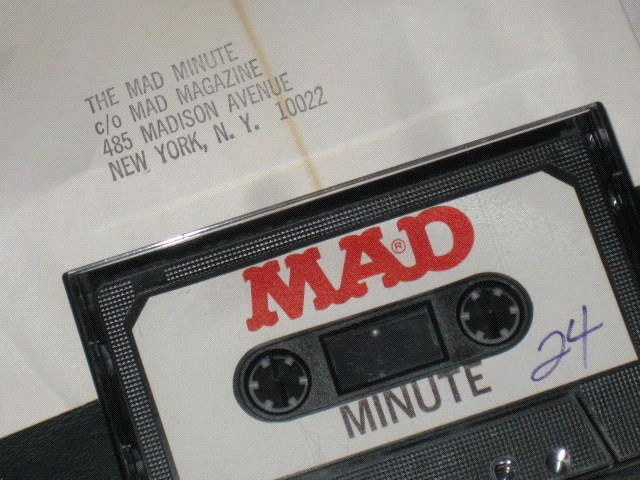 THE MAD MINUTE
c/o MAD MAGAZINE
485 MADISON AVENUE
NEW YORK, N. Y. 10022
MAD®
24
MINUTE